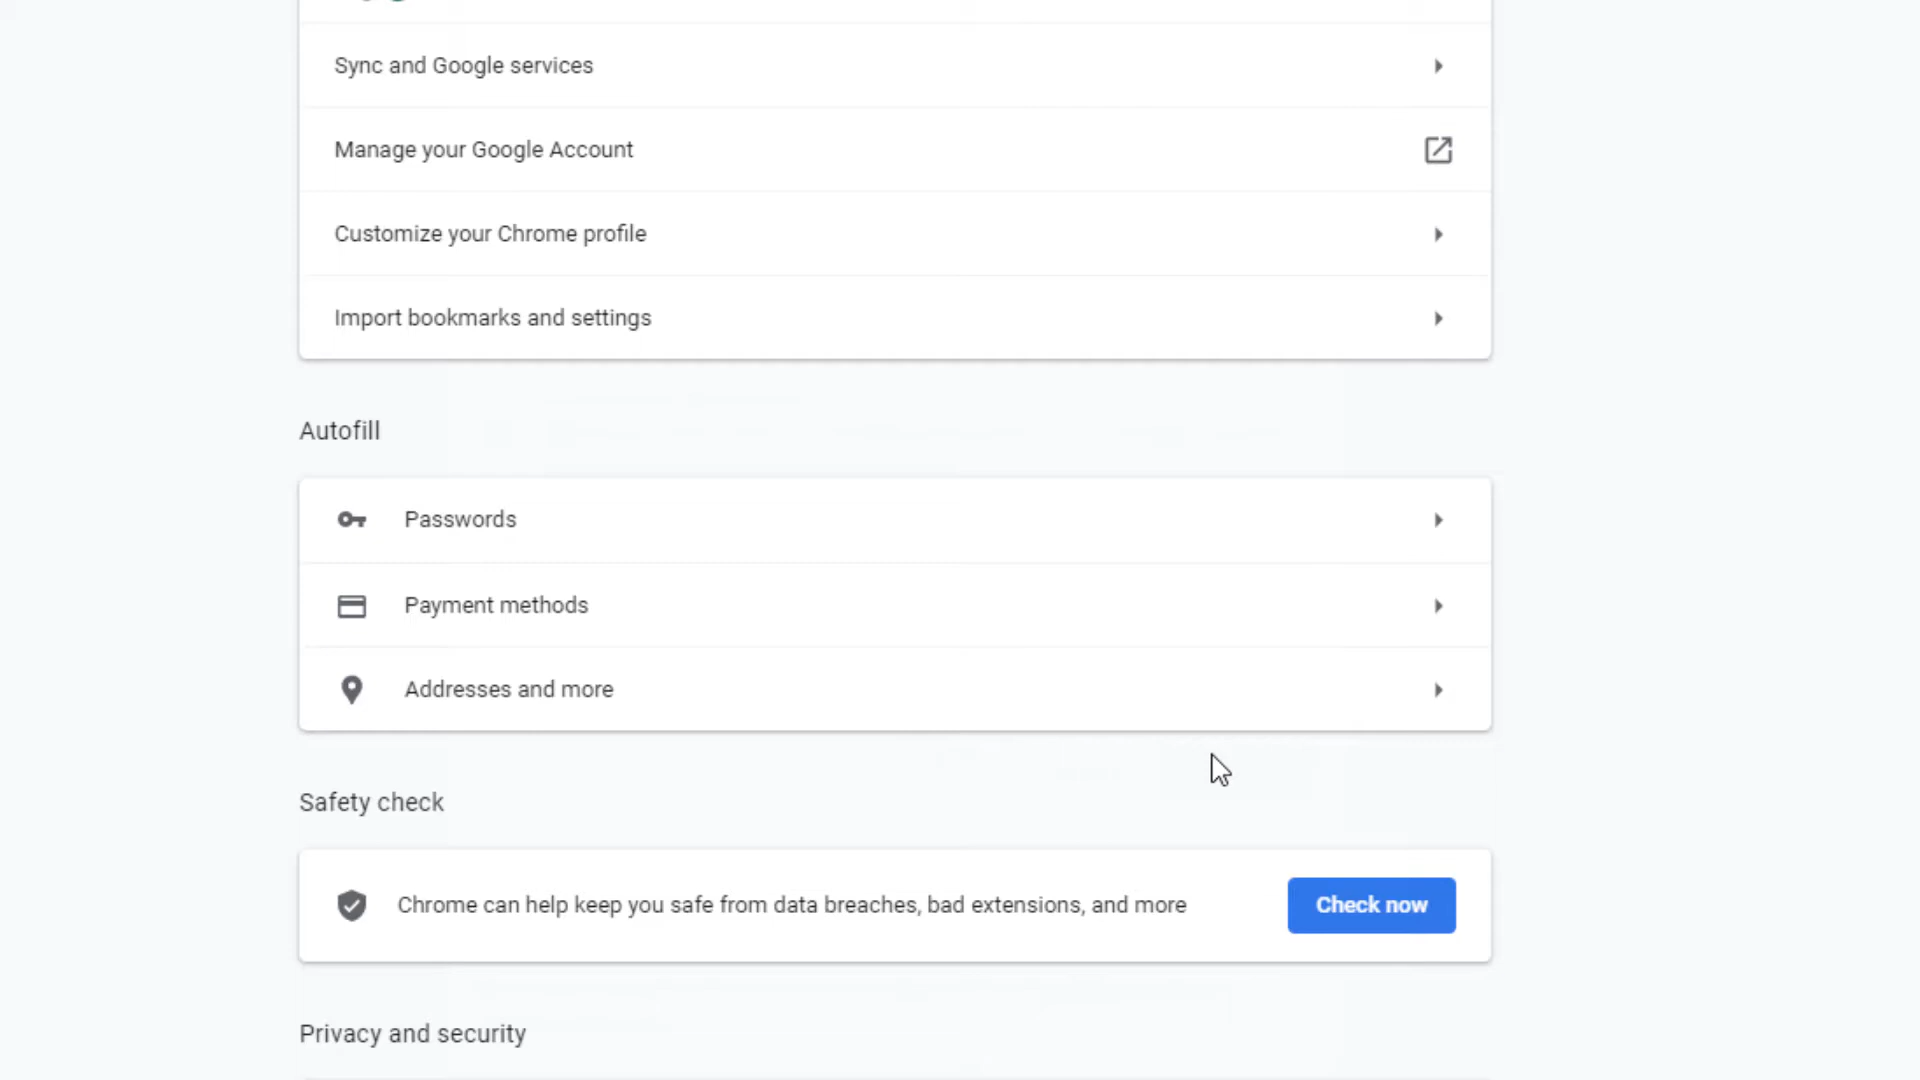 Sync and Google services
Manage your Google Account
Customize your Chrome profile
Import bookmarks and settings
Autofill
Passwords
Payment methods
Addresses and more
Safety check
Chrome can help keep you safe from data breaches, bad extensions, and more
Check now
Privacy and security